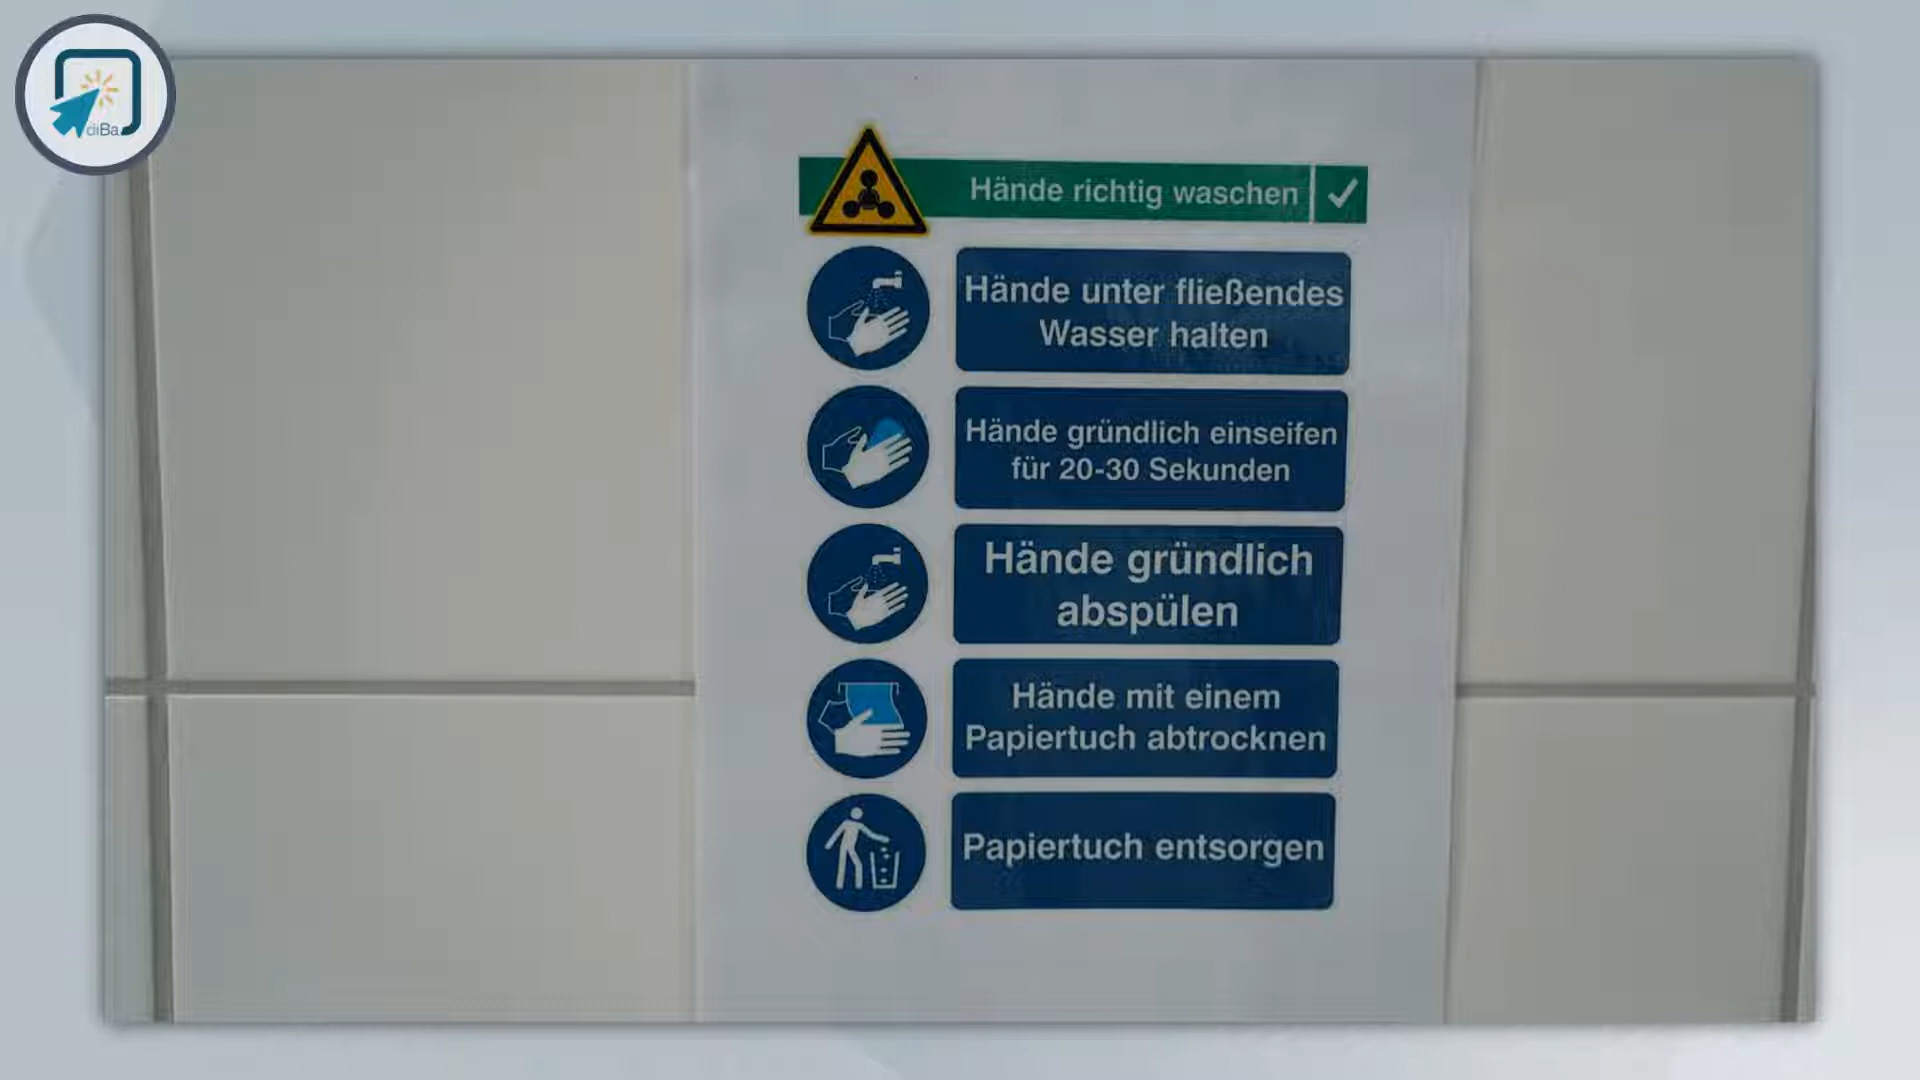 diBa
Hände richtig waschen
Hände unter fließendes
Wasser halten
Hände gründlich einseifen
für 20-30 Sekunden
Hände gründlich
abspülen
Hände mit einem
Papiertuch abtrocknen
Papiertuch entsorgen